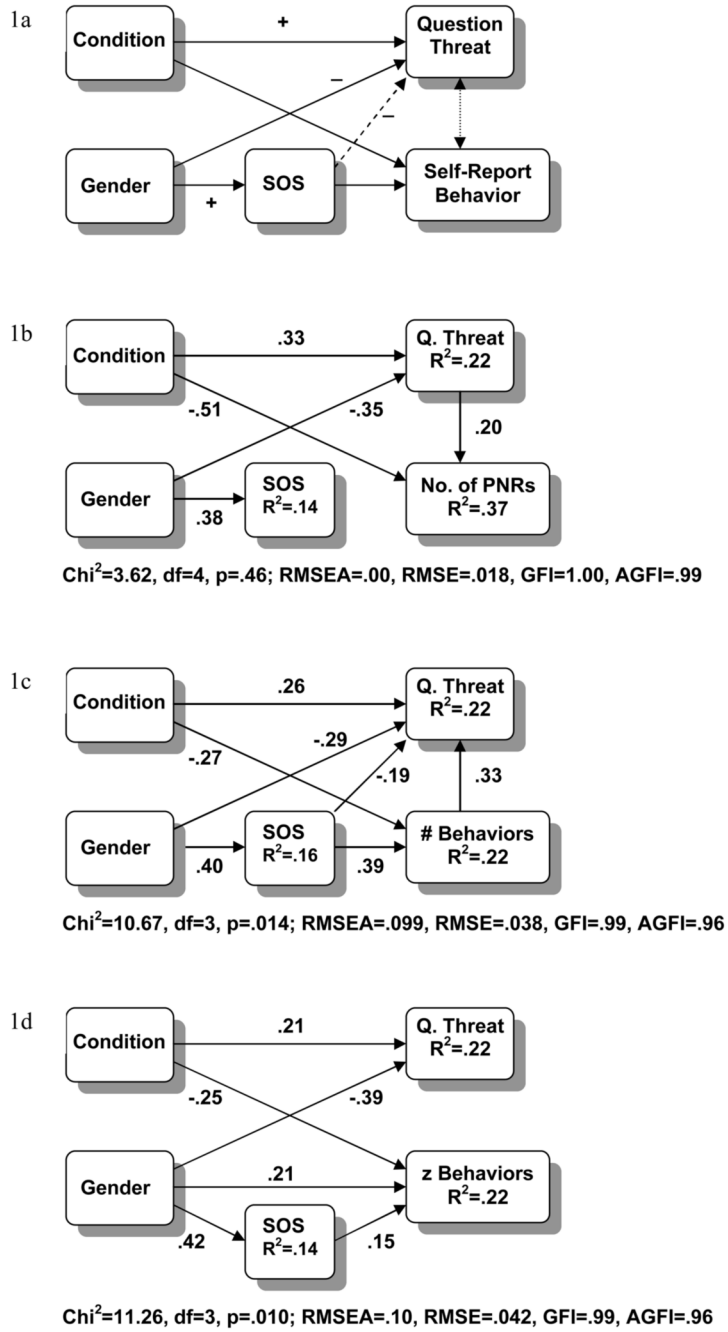 1a
Condition
+
Question
Threat
–
–
Gender
+
SOS
Self-Report
Behavior
1b
Condition
.33
Q. Threat
R²=.22
-.51
-.35
.20
Gender
.38
SOS
R²=.14
No. of PNRs
R²=.37
Chi²=3.62, df=4, p=.46; RMSEA=.00, RMSE=.018, GFI=1.00, AGFI=.99
1c
Condition
.26
Q. Threat
R²=.22
-.27
-.29
-.19
.33
Gender
.40
SOS
R²=.16
.39
# Behaviors
R²=.22
Chi²=10.67, df=3, p=.014; RMSEA=.099, RMSE=.038, GFI=.99, AGFI=.96
1d
Condition
.21
Q. Threat
R²=.22
-.25
-.39
Gender
.21
z Behaviors
R²=.22
.42
SOS
R²=.14
.15
Chi²=11.26, df=3, p=.010; RMSEA=.10, RMSE=.042, GFI=.99, AGFI=.96